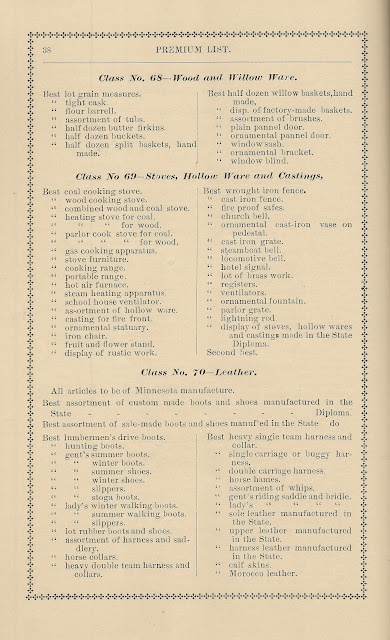 38
PREMIUM LIST.
Class No. 68—Wood and Willow Ware.
Best lot grain measures.
“ tight cask.
“ flour barrell.
“ assortment of tubs.
“ half dozen butter firkins.
“ half dozen buckets.
“ half dozen split baskets, hand
made.
Best half dozen willow baskets,hand
made,
“ disp. of factory-made baskets.
“ assortment of brushes.
“ plain pannel door.
“ ornamental pannel door.
“ window sash.
“ ornamental bracket.
“ window blind.
Class No 69—Stoves, Hollow Ware and Castings,
Best coal cooking stove.
“ wood cooking stove.
“ combined wood and coal stove.
“ heating stove for coal.
“ “ “ for wood.
“ parlor cook stove for coal.
“ “ “ “ for wood.
“ gas cooking apparatus.
“ stove furniture.
“ cooking range.
“ portable range.
“ hot air furnace.
“ steam heating apparatus
“ school house ventilator.
“ as-ortment of hollow ware.
“ casting for fire front.
“ ornamental statuary.
“ iron chair.
“ fruit and flower stand.
“ display of rustic work.
Best wrought iron fence.
“ cast iron fence.
“ fire proof safes.
“ church bell.
“ ornamental cast-iron vase on
pedestal.
“ cast iron grate.
“ steamboat bell.
“ locomotive bell.
“ hotel signal.
“ lot of brass work.
“ registers.
“ ventilators.
“ ornamental fountain.
“ parlor grate.
“ lightning rod.
“ display of stoves, hollow wares
and castings made in the State
Diploma.
Second best.
Class No. 70—Leather.
All articles to be of Minnesota manufacture.
Best assortment of custom made boots and shoes manufactured in the
State - - - - - - - - - Diploma.
Best assortment of sale-made boots and shoes manuf'ed in the State do
Best lumbermen's drive boots.
“ hunting boots.
“ gent's summer boots.
“ “ winter boots.
“ “ summer shoes.
“ “ winter shoes.
“ “ slippers.
“ “ stoga boots.
“ lady's winter walking boots.
“ “ summer walking boots.
“ “ slippers.
“ lot rubber boots and shoes.
“ assortment of harness and sad-
dlery.
“ horse collars.
“ heavy double team harness and
collars.
Best heavy single team harness and
collar.
“ single carriage or buggy har-
ness.
“ double carriage harness.
“ horse hames.
“ assortment of whips.
“ gent's riding saddle and bridle.
“ lady's “ “ “ “
“ sole leather manufactured in
the State.
“ upper leather manufactured
in the State.
“ harness leather manufactured
in the State.
“ calf skins.
“ Morocco leather.